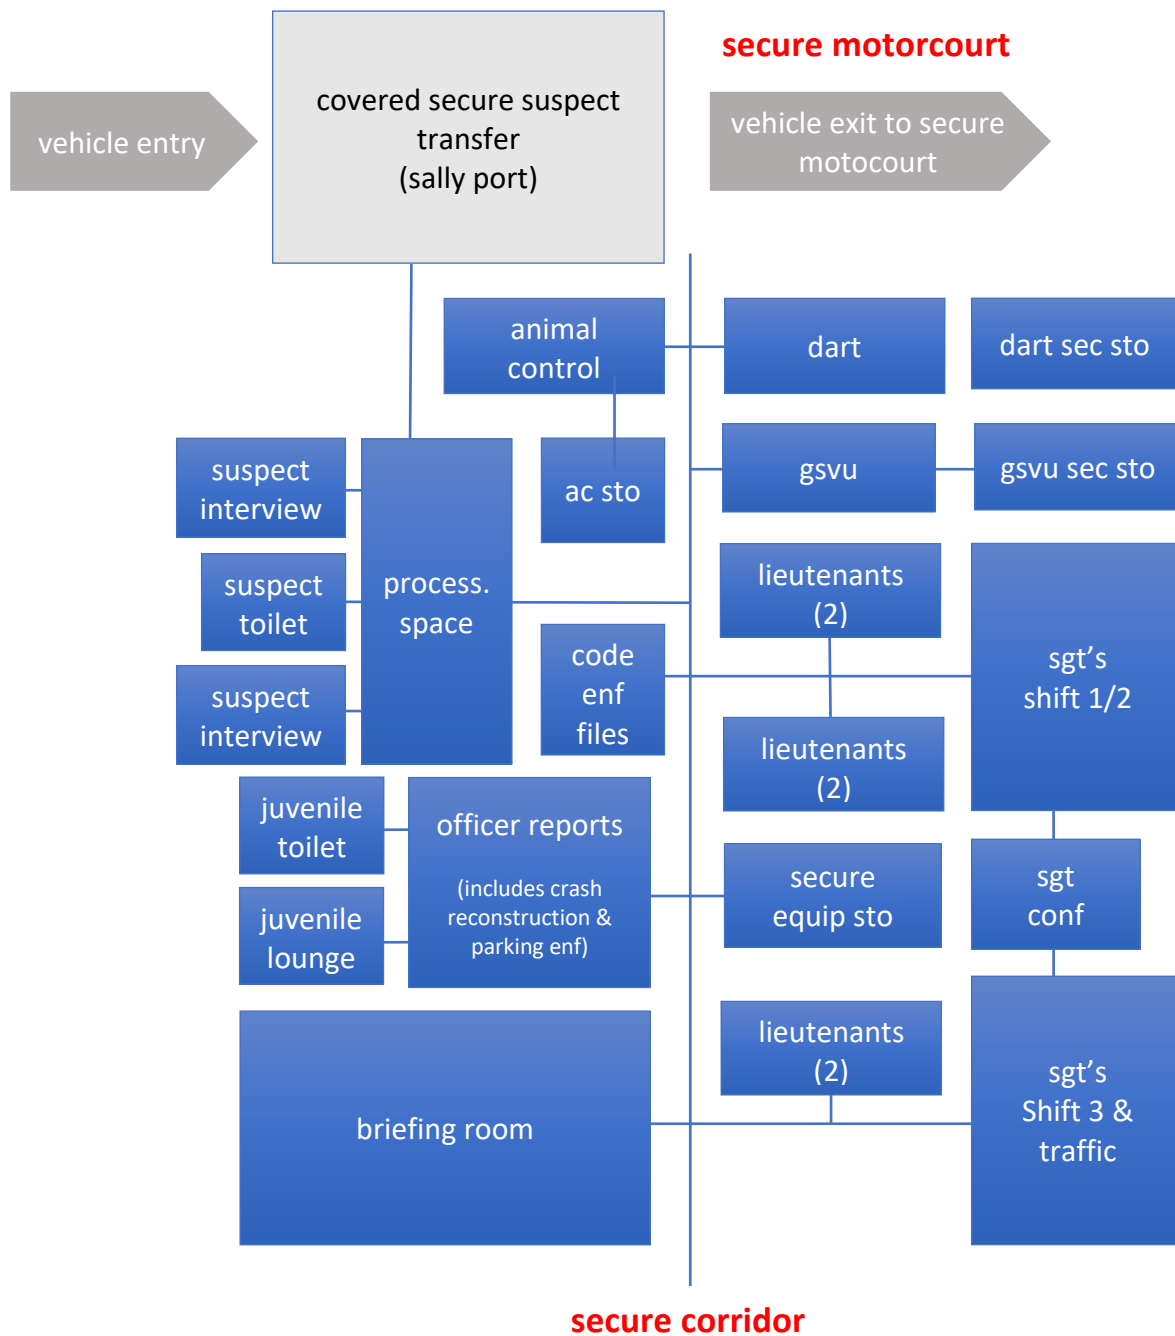 secure motorcourt
covered secure suspect
transfer
(sally port)
vehicle entry
vehicle exit to secure
motocourt
animal
control
dart
dart sec sto
suspect
interview
ac sto
gsvu
gsvu sec sto
suspect
toilet
process.
space
lieutenants
(2)
suspect
interview
code
enf
files
sgt's
shift 1/2
lieutenants
(2)
juvenile
toilet
officer reports
(includes crash
reconstruction &
parking enf)
juvenile
lounge
secure
equip sto
sgt
conf
briefing room
lieutenants
(2)
sgt's
Shift 3 &
traffic
secure corridor